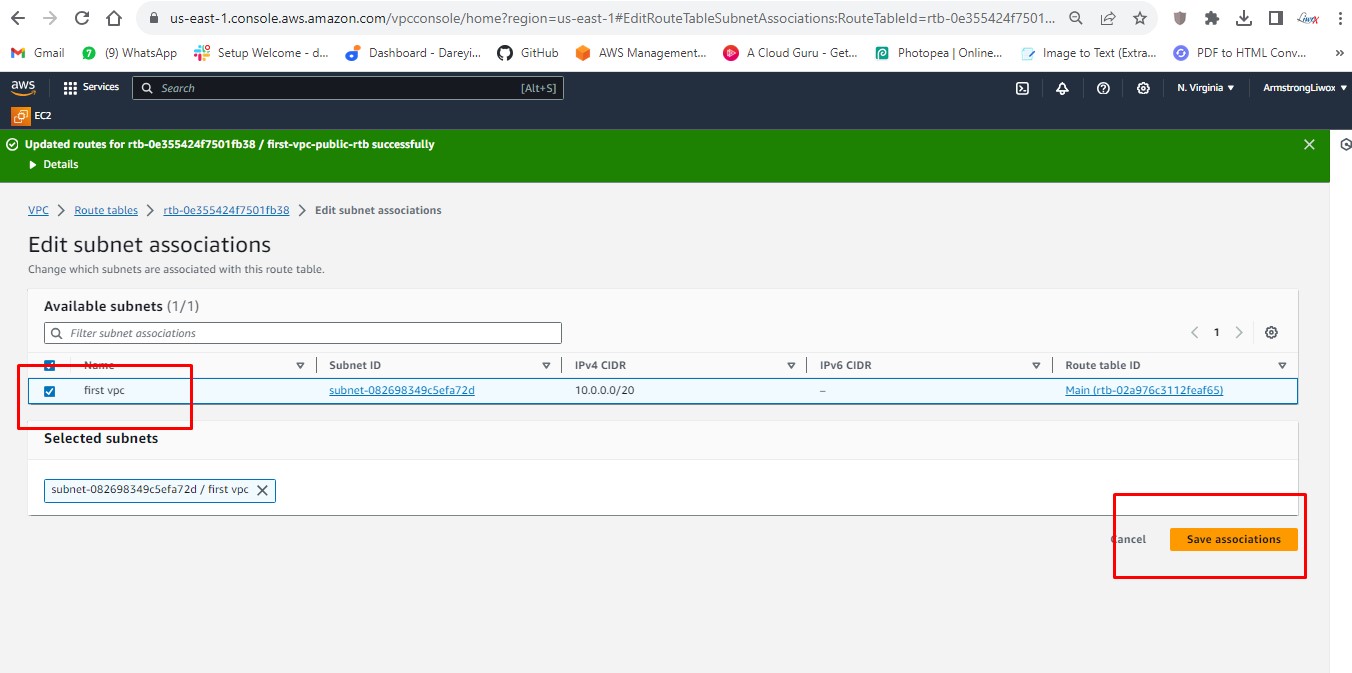 us-east-1.console.aws.amazon.com/vpcconsole/home?region=us-east-1#EditRouteTableSubnetAssociations:RouteTableId=rtb-0e355424f7501...
Gmail (9) WhatsApp Setup Welcome - d... Dashboard - Dareyi... GitHub AWS Management... A Cloud Guru - Get... Photopea | Online... Image to Text (Extra... PDF to HTML Conv... »
aws Services Search [Alt+S] N. Virginia ArmstrongLiwox
EC2
Updated routes for rtb-0e355424f7501fb38 / first-vpc-public-rtb successfully
Details
VPC > Route tables > rtb-0e355424f7501fb38 > Edit subnet associations
Edit subnet associations
Change which subnets are associated with this route table.
Available subnets (1/1)
Filter subnet associations
1
Name Subnet ID IPv4 CIDR IPv6 CIDR Route table ID
first vpc subnet-082698349c5efa72d 10.0.0.0/20 – Main (rtb-02a976c3112feaf65)
Selected subnets
subnet-082698349c5efa72d / first vpc
Cancel Save associations